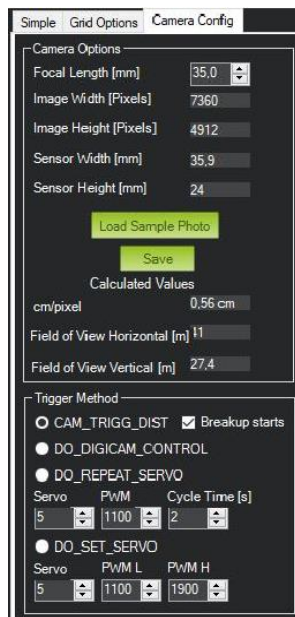 Simple Grid Options Camera Config
Camera Options
Focal Length [mm] 35,0
Image Width [Pixels] 7360
Image Height [Pixels] 4912
Sensor Width [mm] 35,9
Sensor Height [mm] 24
Load Sample Photo
Save
Calculated Values
cm/pixel 0,56 cm
Field of View Horizontal [m] 41
Field of View Vertical [m] 27,4
Trigger Method
CAM_TRIGG_DIST Breakup starts
DO_DIGICAM_CONTROL
DO_REPEAT_SERVO
Servo PWM Cycle Time [s]
5 1100 2
DO_SET_SERVO
Servo PWM L PWM H
5 1100 1900